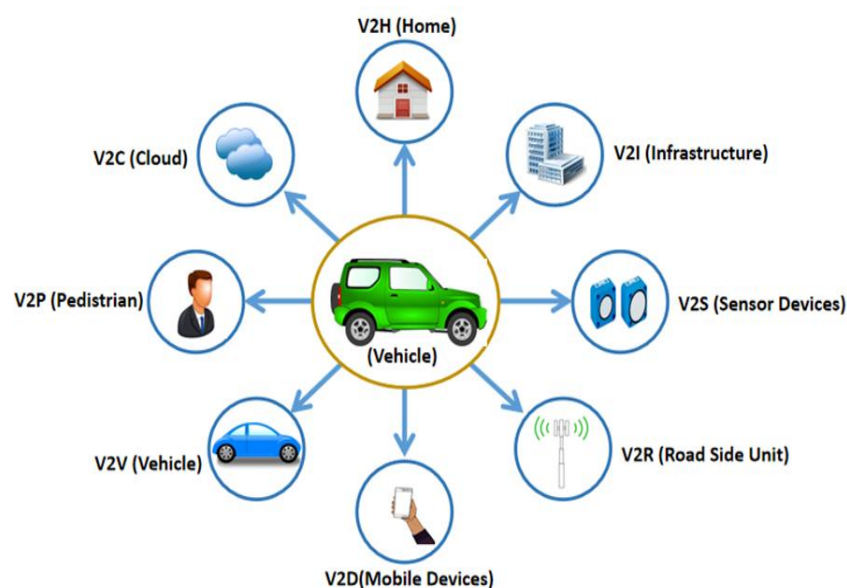 V2H (Home)
V2C (Cloud)
V2I (Infrastructure)
V2P (Pedistrian)
V2S (Sensor Devices)
(Vehicle)
V2V (Vehicle)
V2R (Road Side Unit)
V2D(Mobile Devices)